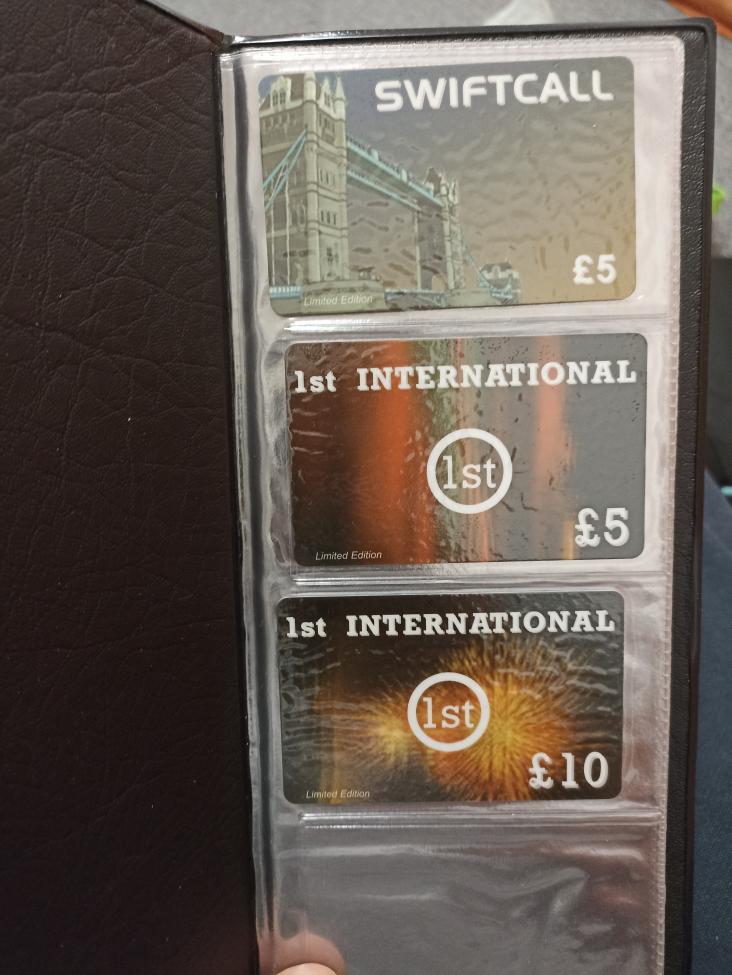 SWIFTCALL
£5
Limited Edition
1st INTERNATIONAL
1st
£5
Limited Edition
1st INTERNATIONAL
1st
£10
Limited Edition